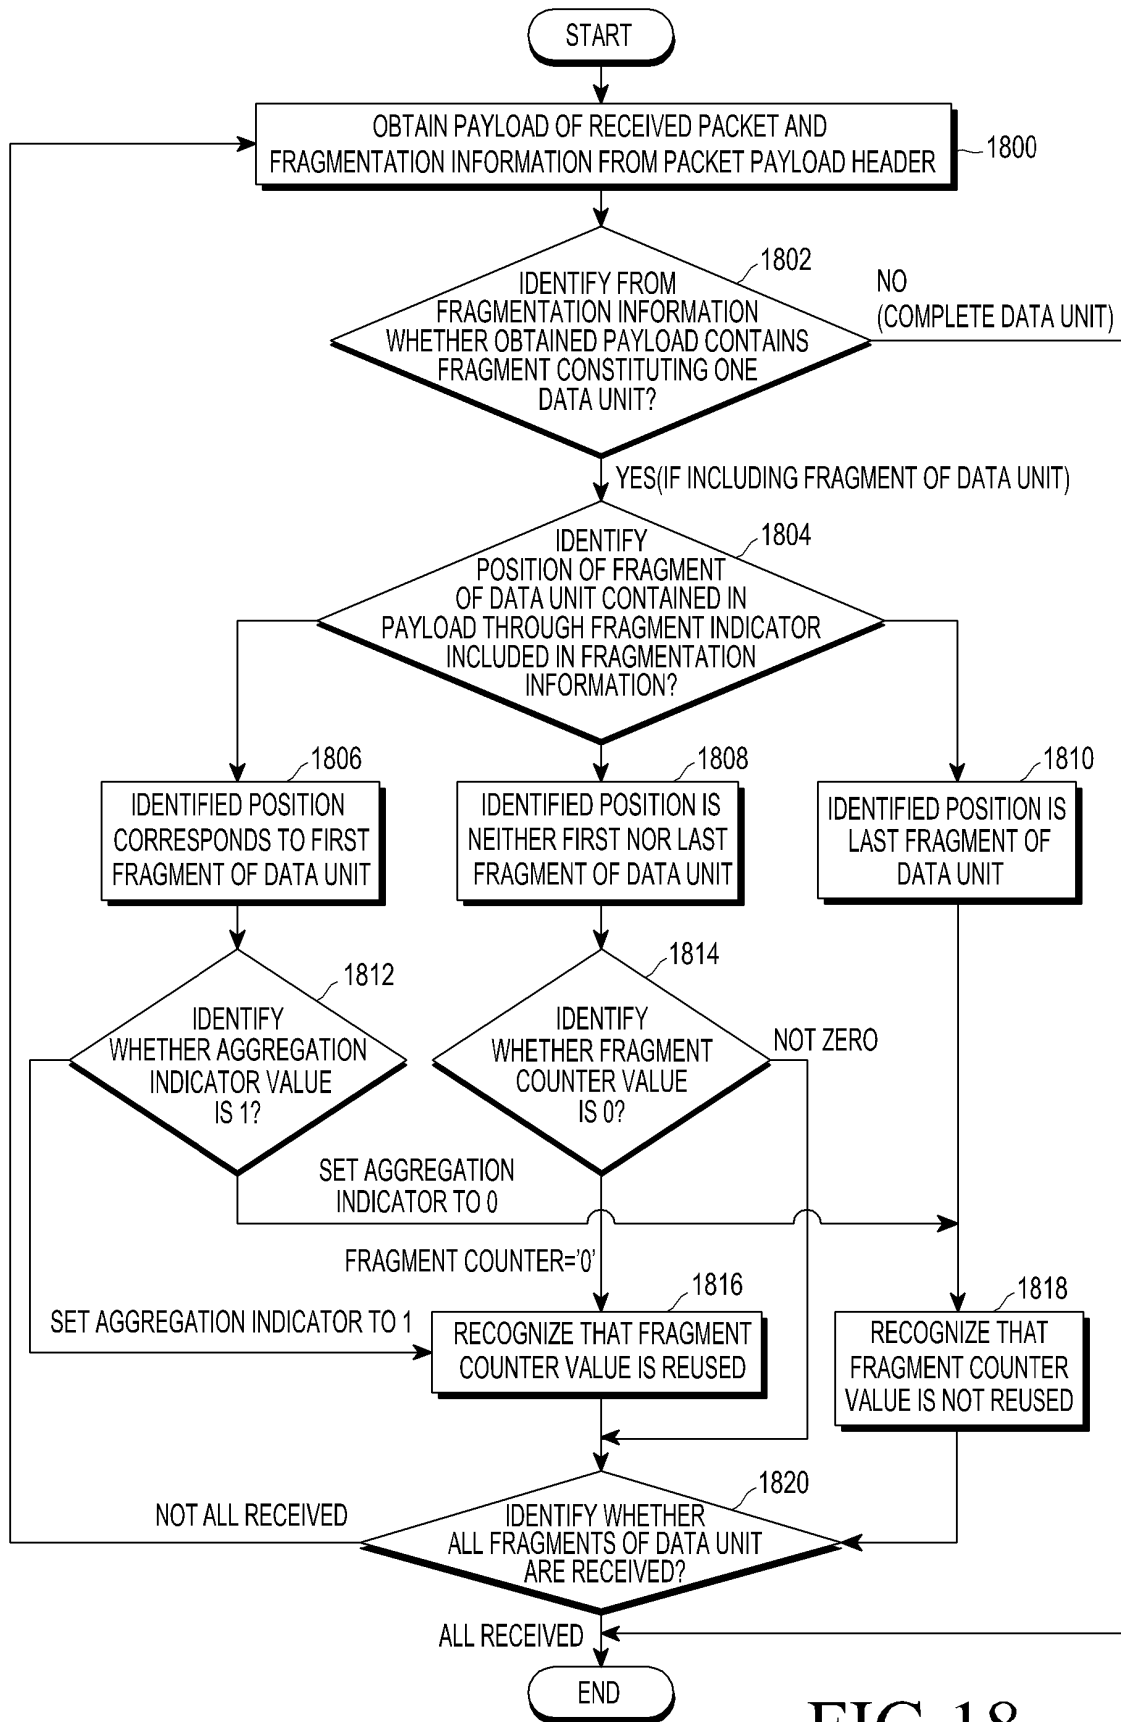 START
OBTAIN PAYLOAD OF RECEIVED PACKET AND
FRAGMENTATION INFORMATION FROM PACKET PAYLOAD HEADER
1800
1802
IDENTIFY FROM
FRAGMENTATION INFORMATION
WHETHER OBTAINED PAYLOAD CONTAINS
FRAGMENT CONSTITUTING ONE
DATA UNIT?
NO
(COMPLETE DATA UNIT)
YES(IF INCLUDING FRAGMENT OF DATA UNIT)
1804
IDENTIFY
POSITION OF FRAGMENT
OF DATA UNIT CONTAINED IN
PAYLOAD THROUGH FRAGMENT INDICATOR
INCLUDED IN FRAGMENTATION
INFORMATION?
1806
IDENTIFIED POSITION
CORRESPONDS TO FIRST
FRAGMENT OF DATA UNIT
1808
IDENTIFIED POSITION IS
NEITHER FIRST NOR LAST
FRAGMENT OF DATA UNIT
1810
IDENTIFIED POSITION IS
LAST FRAGMENT OF
DATA UNIT
1812
IDENTIFY
WHETHER AGGREGATION
INDICATOR VALUE
IS 1?
1814
IDENTIFY
WHETHER FRAGMENT
COUNTER VALUE
IS 0?
NOT ZERO
SET AGGREGATION
INDICATOR TO 0
FRAGMENT COUNTER='0'
SET AGGREGATION INDICATOR TO 1
1816
RECOGNIZE THAT FRAGMENT
COUNTER VALUE IS REUSED
1818
RECOGNIZE THAT
FRAGMENT COUNTER
VALUE IS NOT REUSED
1820
IDENTIFY WHETHER
ALL FRAGMENTS OF DATA UNIT
ARE RECEIVED?
NOT ALL RECEIVED
ALL RECEIVED
END
FIG.18